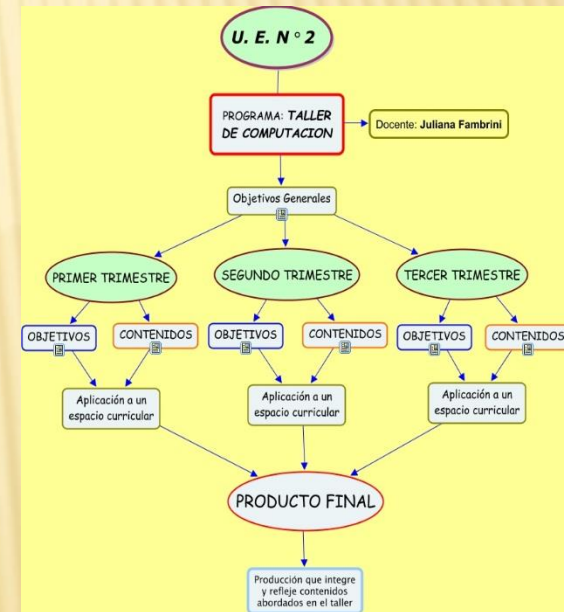 U. E. N° 2
PROGRAMA: TALLER
DE COMPUTACION
Docente: Juliana Fambrini
Objetivos Generales
PRIMER TRIMESTRE
SEGUNDO TRIMESTRE
TERCER TRIMESTRE
OBJETIVOS
CONTENIDOS
OBJETIVOS
CONTENIDOS
OBJETIVOS
CONTENIDOS
Aplicación a un
espacio curricular
Aplicación a un
espacio curricular
Aplicación a un
espacio curricular
PRODUCTO FINAL
Producción que integre
y refleje contenidos
abordados en el taller